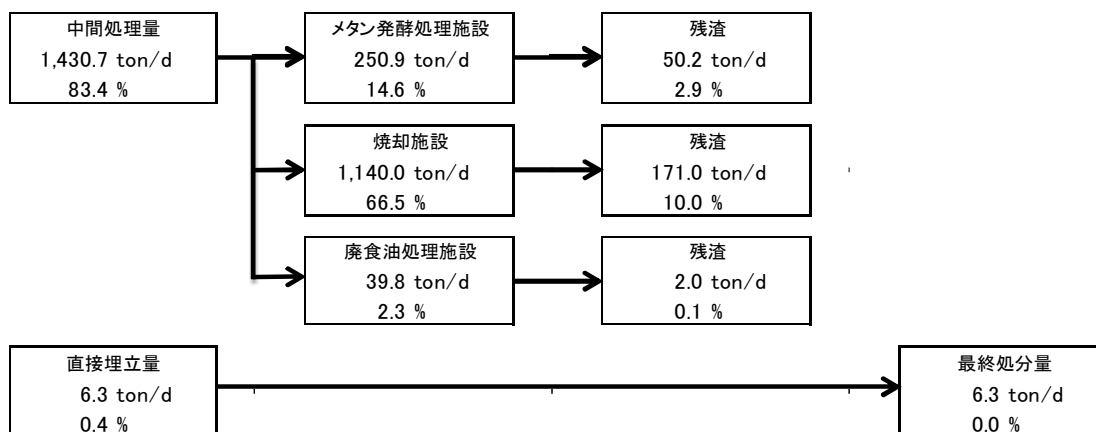 中間処理量
1,430.7 ton/d
83.4 %
メタン発酵処理施設
250.9 ton/d
14.6 %
残渣
50.2 ton/d
2.9 %
焼却施設
1,140.0 ton/d
66.5 %
残渣
171.0 ton/d
10.0 %
廃食油処理施設
39.8 ton/d
2.3 %
残渣
2.0 ton/d
0.1 %
直接埋立量
6.3 ton/d
0.4 %
最終処分量
6.3 ton/d
0.0 %